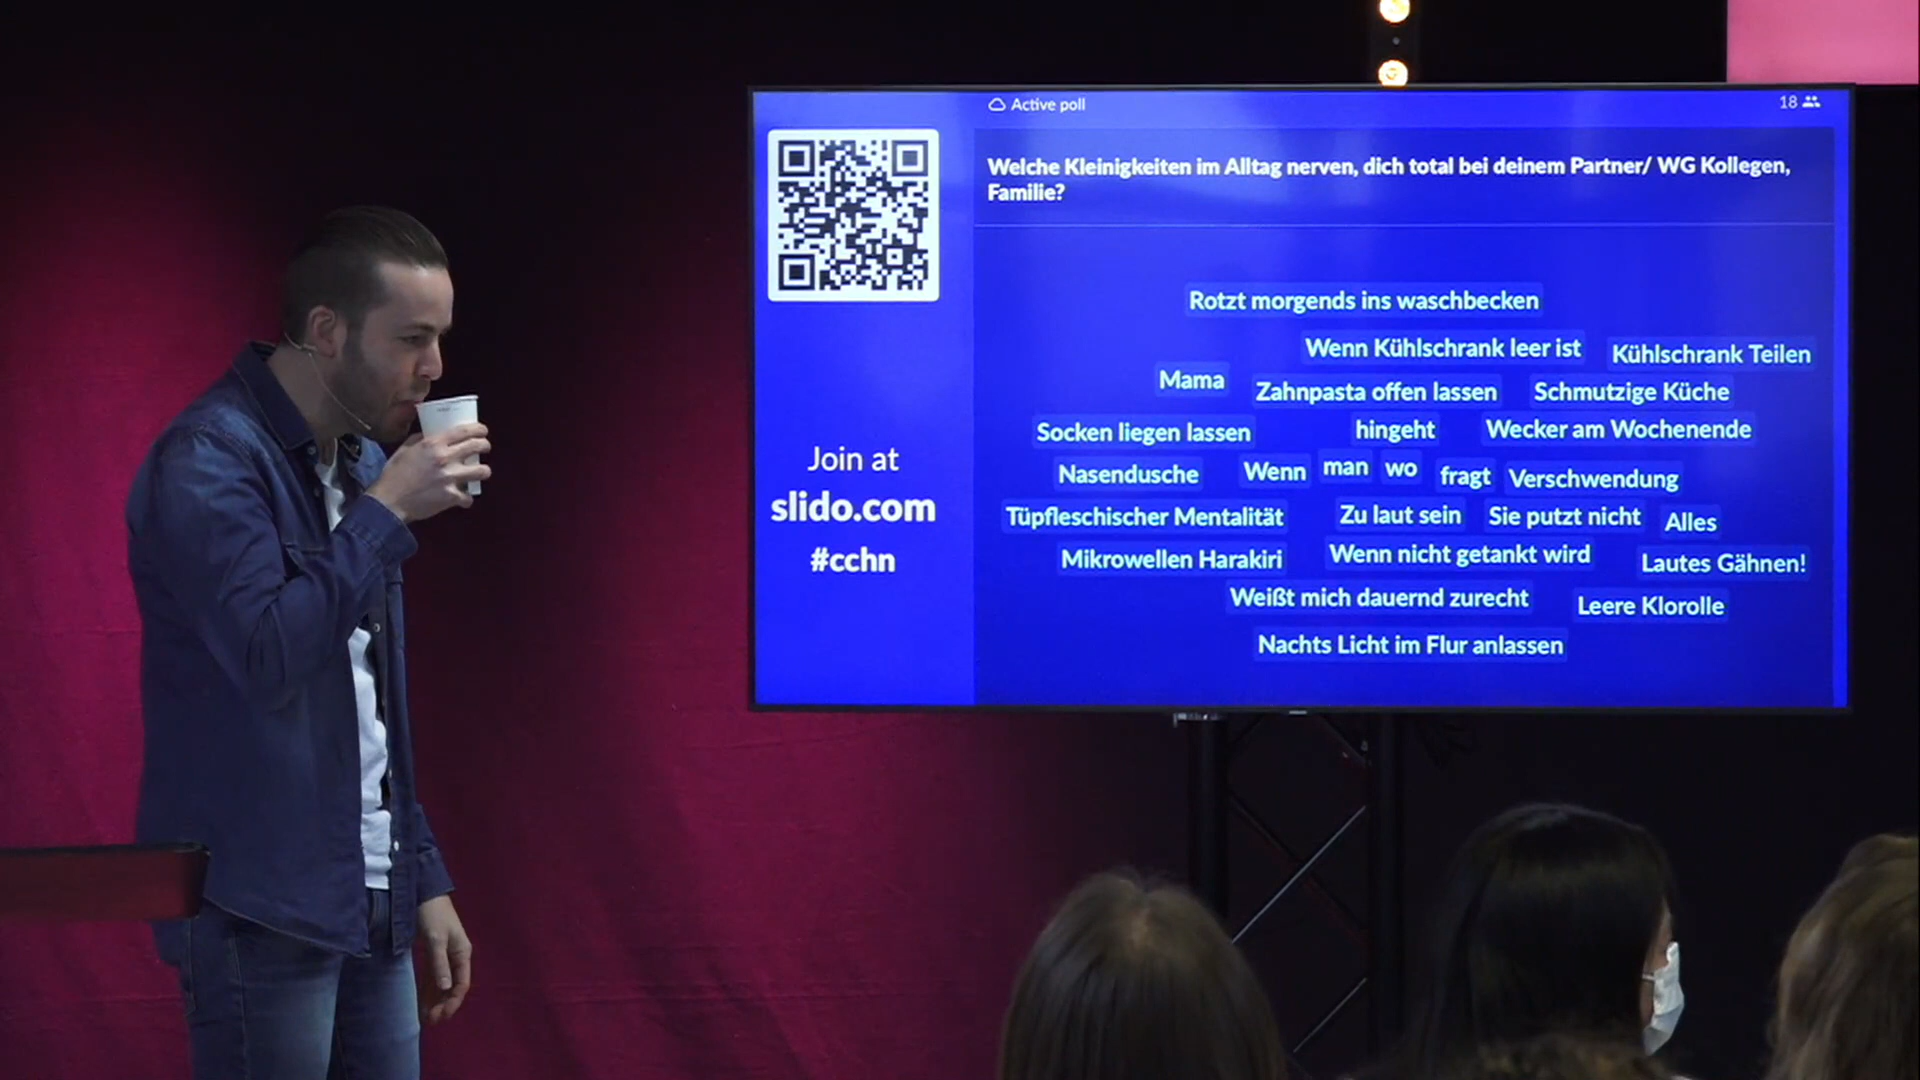 Active poll
18
Welche Kleinigkeiten im Alltag nerven, dich total bei deinem Partner/ WG Kollegen,
Familie?
Join at
slido.com
#cchn
Rotzt morgends ins waschbecken
Wenn Kühlschrank leer ist
Kühlschrank Teilen
Mama
Zahnpasta offen lassen
Schmutzige Küche
Socken liegen lassen
hingeht
Wecker am Wochenende
Nasendusche
Wenn
man
wo
fragt
Verschwendung
Tüpfleschischer Mentalität
Zu laut sein
Sie putzt nicht
Alles
Mikrowellen Harakiri
Wenn nicht getankt wird
Lautes Gähnen!
Weißt mich dauernd zurecht
Leere Klorolle
Nachts Licht im Flur anlassen